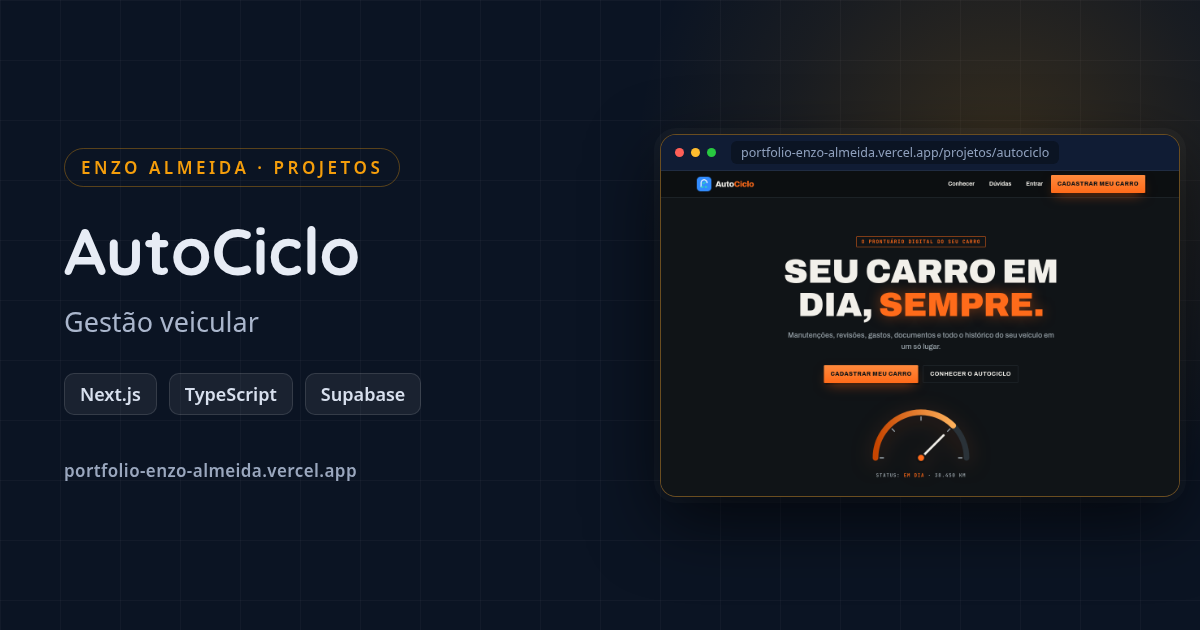 ENZO ALMEIDA · PROJETOS
AutoCiclo
Gestão veicular
Next.js
TypeScript
Supabase
portfolio-enzo-almeida.vercel.app
portfolio-enzo-almeida.vercel.app/projetos/autociclo
AutoCiclo
Conhecer
Dúvidas
Entrar
CADASTRAR MEU CARRO
O PRONTUÁRIO DIGITAL DO SEU CARRO
SEU CARRO EM
DIA, SEMPRE.
Manutenções, revisões, gastos, documentos e todo o histórico do seu veículo em
um só lugar.
CADASTRAR MEU CARRO
CONHECER O AUTOCICLO
STATUS: EM DIA